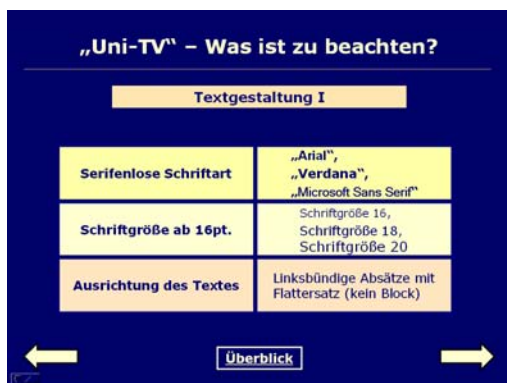 „Uni-TV“ – Was ist zu beachten?
Textgestaltung I
Serifenlose Schriftart
„Arial“,
„Verdana“,
„Microsoft Sans Serif“
Schriftgröße ab 16pt.
Schriftgröße 16,
Schriftgröße 18,
Schriftgröße 20
Ausrichtung des Textes
Linksbündige Absätze mit
Flattersatz (kein Block)
Überblick